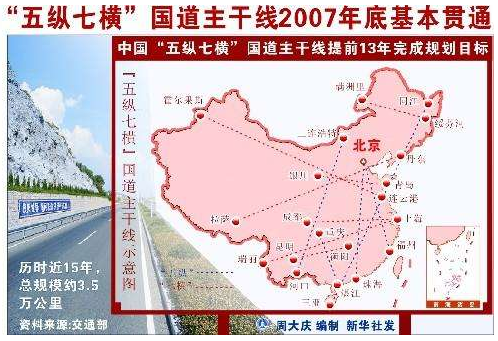 “五纵七横”国道主干线2007年底基本贯通
中国“五纵七横”国道主干线提前13年完成规划目标
『五纵七横』国道主干线示意图
霍尔果斯
满洲里
同江
绥芬河
二连浩特
北京
丹东
银川
青岛
连云港
拉萨
成都
上海
重庆
昆明
衡阳
福州
瑞丽
河口
湛江
珠海
三亚
历时近15年，
总规模约3.5
万公里
资料来源：交通部
周大庆 编制 新华社发